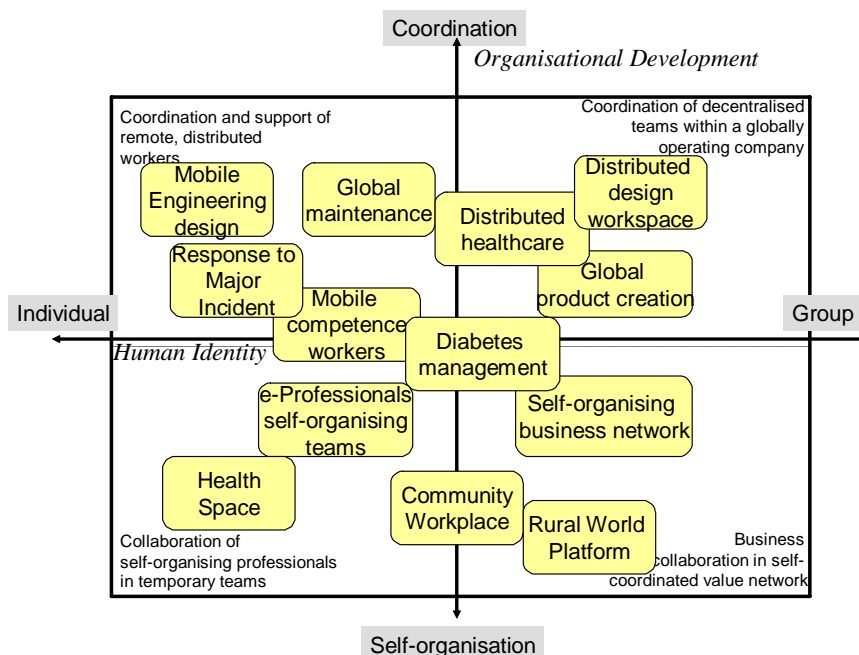 Coordination
Organisational Development
Coordination and support of
remote, distributed
workers
Coordination of decentralised
teams within a globally
operating company
Mobile
Engineering
design
Global
maintenance
Distributed
healthcare
Distributed
design
workspace
Response to
Major
Incident
Global
product creation
Individual
Group
Mobile
competence
workers
Diabetes
management
Human Identity
e-Professionals
self-organising
teams
Self-organising
business network
Health
Space
Community
Workplace
Rural World
Platform
Collaboration of
self-organising professionals
in temporary teams
Business
collaboration in self-
coordinated value network
Self-organisation